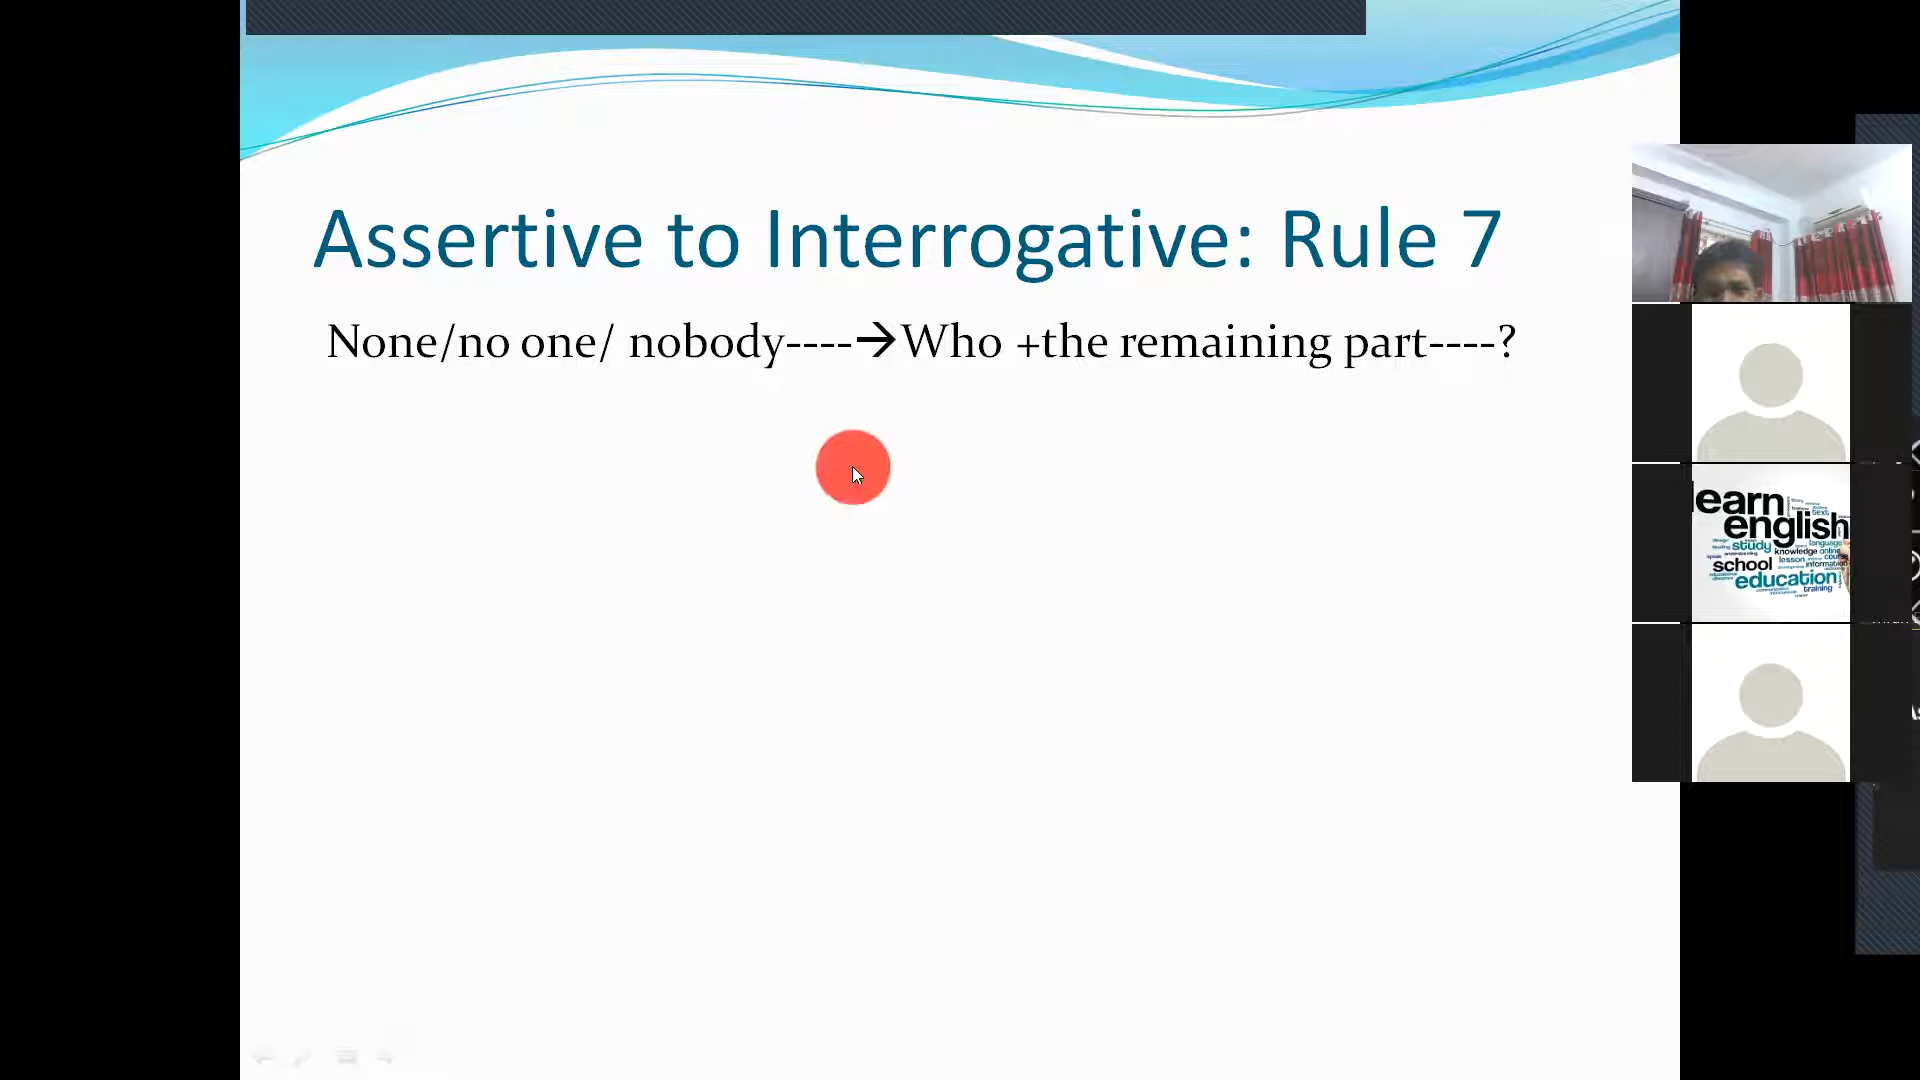 Assertive to Interrogative: Rule 7
None/no one/ nobody----→Who +the remaining part----?
learn
english
study
knowledge online
school
lesson
information
education
training
language
text